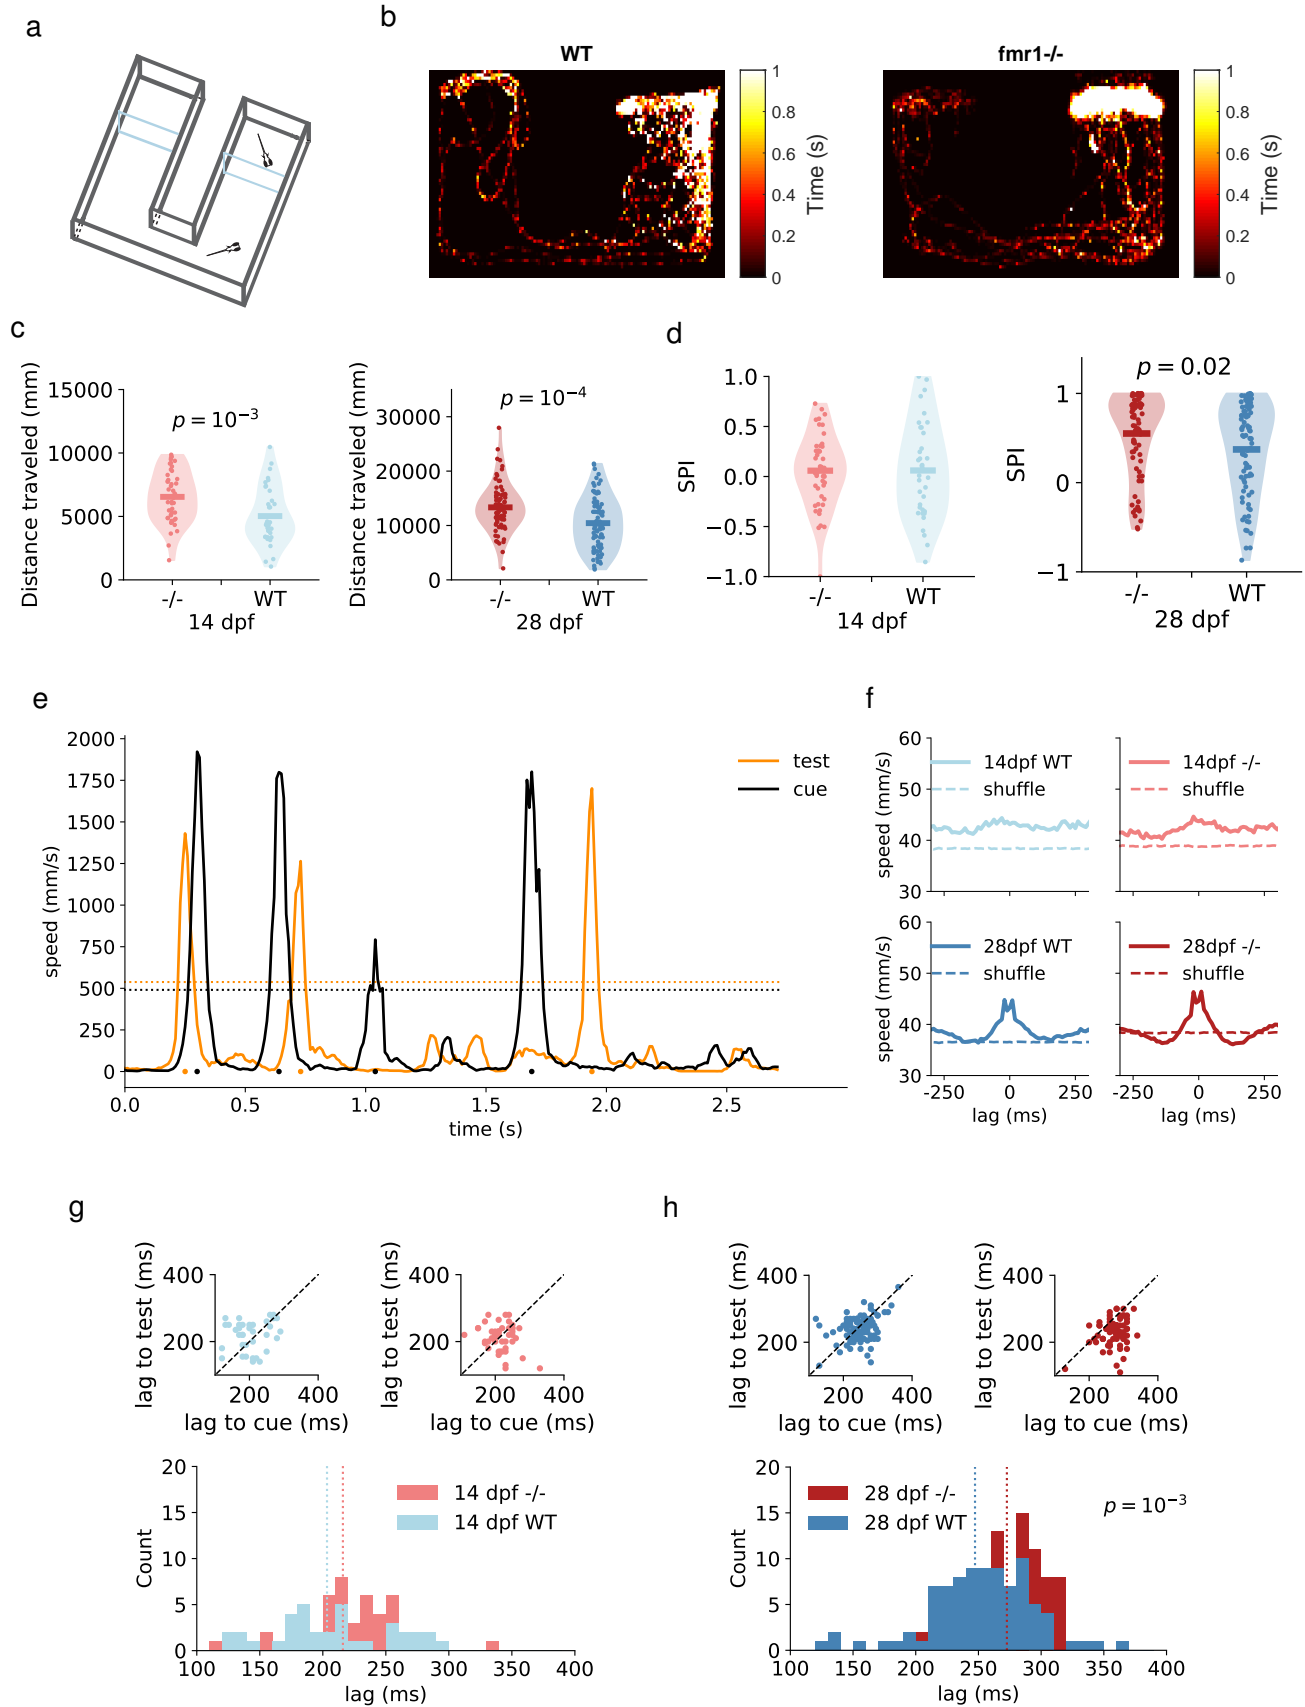 a
b
WT
fmr1-/-
1
0.8
0.6
0.4
0.2
0
Time (s)
1
0.8
0.6
0.4
0.2
0
Time (s)
c
d
Distance traveled (mm)
15000
10000
5000
0
p = 10⁻³
-/-
WT
14 dpf
Distance traveled (mm)
30000
20000
10000
0
p = 10⁻⁴
-/-
WT
28 dpf
SPI
1.0
0.5
0.0
−0.5
−1.0
-/-
WT
14 dpf
SPI
1
0
−1
p = 0.02
-/-
WT
28 dpf
e
speed (mm/s)
2000
1750
1500
1250
1000
750
500
250
0
0.0 0.5 1.0 1.5 2.0 2.5
time (s)
test
cue
f
speed (mm/s)
60
50
40
30
14dpf WT
shuffle
14dpf -/-
shuffle
speed (mm/s)
60
50
40
30
28dpf WT
shuffle
28dpf -/-
shuffle
-250 0 250
lag (ms)
-250 0 250
lag (ms)
g
h
lag to test (ms)
400
200
200 400
lag to cue (ms)
lag to test (ms)
400
200
200 400
lag to cue (ms)
lag to test (ms)
400
200
200 400
lag to cue (ms)
lag to test (ms)
400
200
200 400
lag to cue (ms)
Count
20
15
10
5
0
14 dpf -/-
14 dpf WT
100 150 200 250 300 350 400
lag (ms)
Count
20
15
10
5
0
28 dpf -/-
28 dpf WT
p = 10⁻³
100 150 200 250 300 350 400
lag (ms)